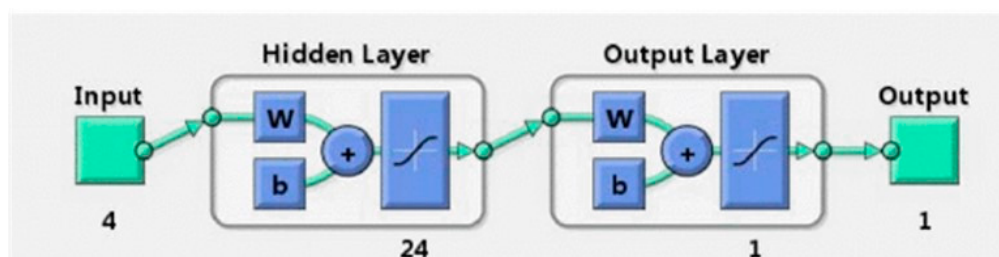 Hidden Layer
Output Layer
Input
Output
W
W
+
+
b
b
4
24
1
1